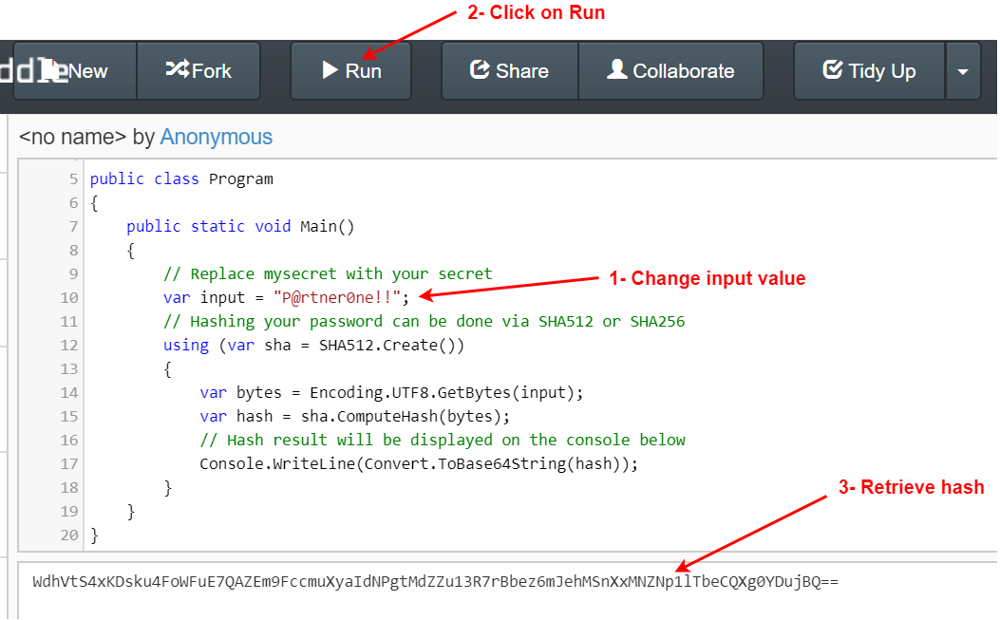 2- Click on Run
ddle New Fork Run Share Collaborate Tidy Up
<no name> by Anonymous
5 public class Program
6 {
7 public static void Main()
8 {
9 // Replace mysecret with your secret
1- Change input value
10 var input = "P@rtner0ne!!";
11 // Hashing your password can be done via SHA512 or SHA256
12 using (var sha = SHA512.Create())
13 {
14 var bytes = Encoding.UTF8.GetBytes(input);
15 var hash = sha.ComputeHash(bytes);
16 // Hash result will be displayed on the console below
17 Console.WriteLine(Convert.ToBase64String(hash));
18 }
3- Retrieve hash
19 }
20 }
WdhVtS4xKDsku4FoWFuE7QAZEm9FccmuXyaIdNPgtMdZZu13R7rBbez6mJehMSnXxMNZNp1lTbeCQXg0YDujBQ==